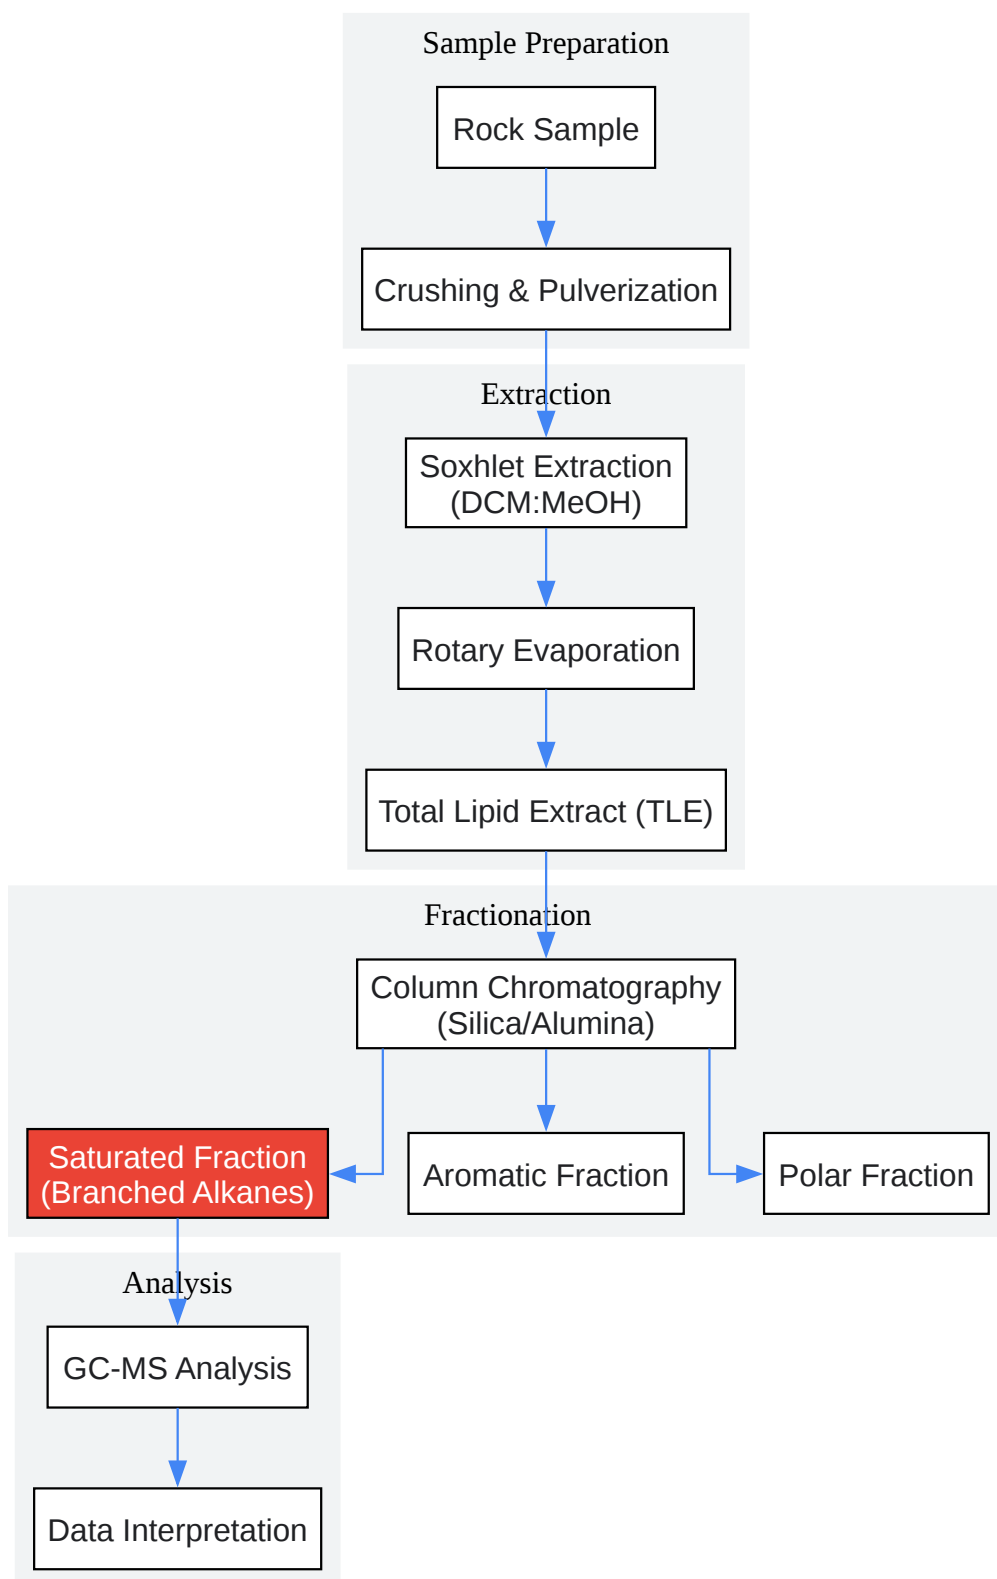 Sample Preparation
Rock Sample
Crushing & Pulverization
Extraction
Soxhlet Extraction
(DCM:MeOH)
Rotary Evaporation
Total Lipid Extract (TLE)
Fractionation
Column Chromatography
(Silica/Alumina)
Saturated Fraction
(Branched Alkanes)
Aromatic Fraction
Polar Fraction
Analysis
GC-MS Analysis
Data Interpretation